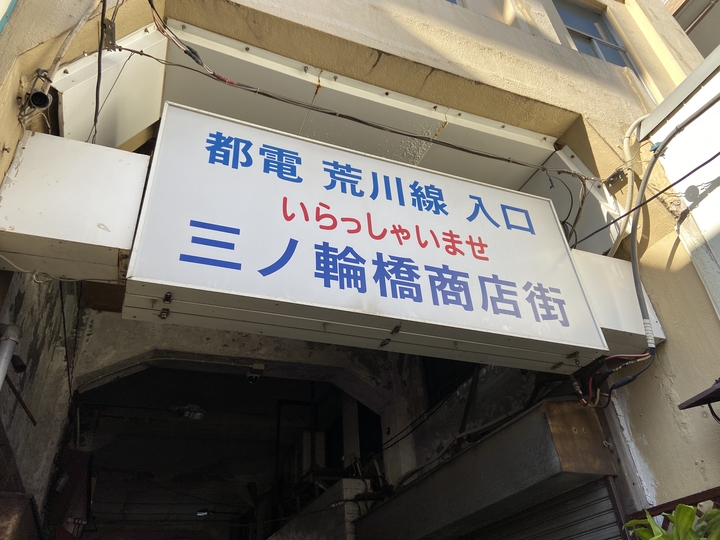 都電 荒川線 入口
いらっしゃいませ
三ノ輪橋商店街